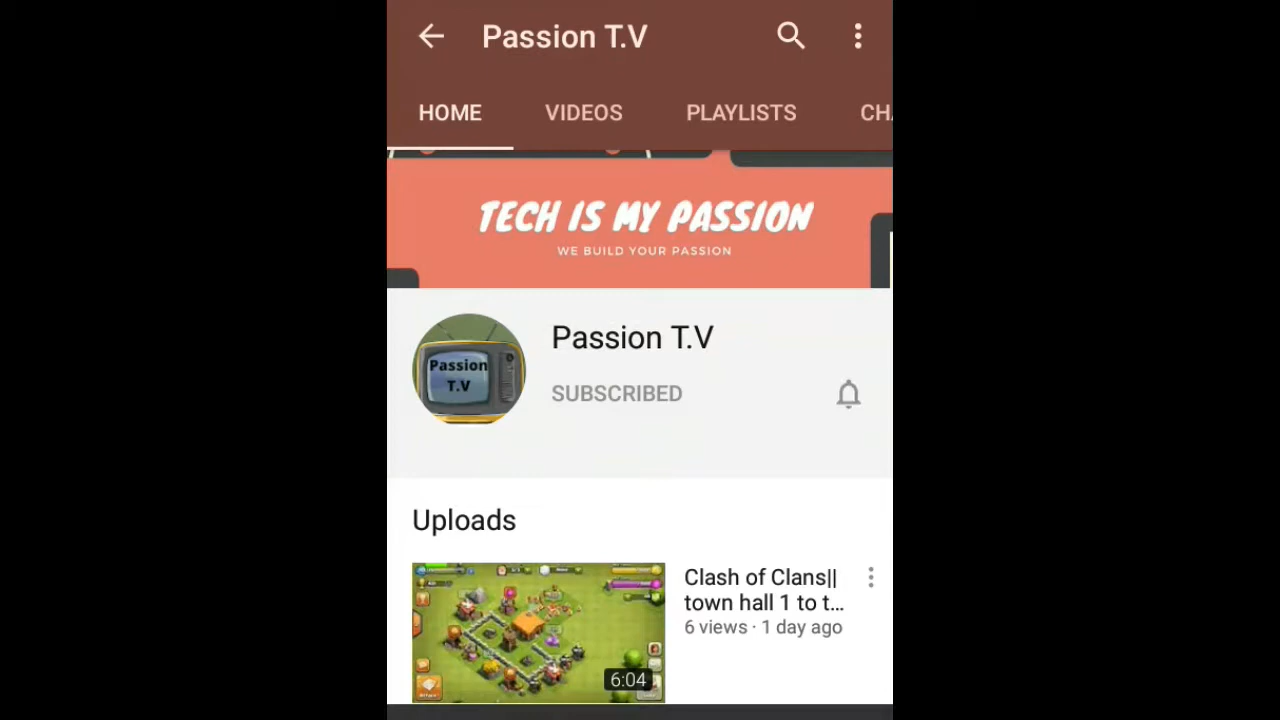 Passion T.V
HOME VIDEOS PLAYLISTS CHA
TECH IS MY PASSION
WE BUILD YOUR PASSION
Passion
T.V
Passion T.V
SUBSCRIBED
Uploads
Clash of Clans||
town hall 1 to t...
6 views · 1 day ago
6:04